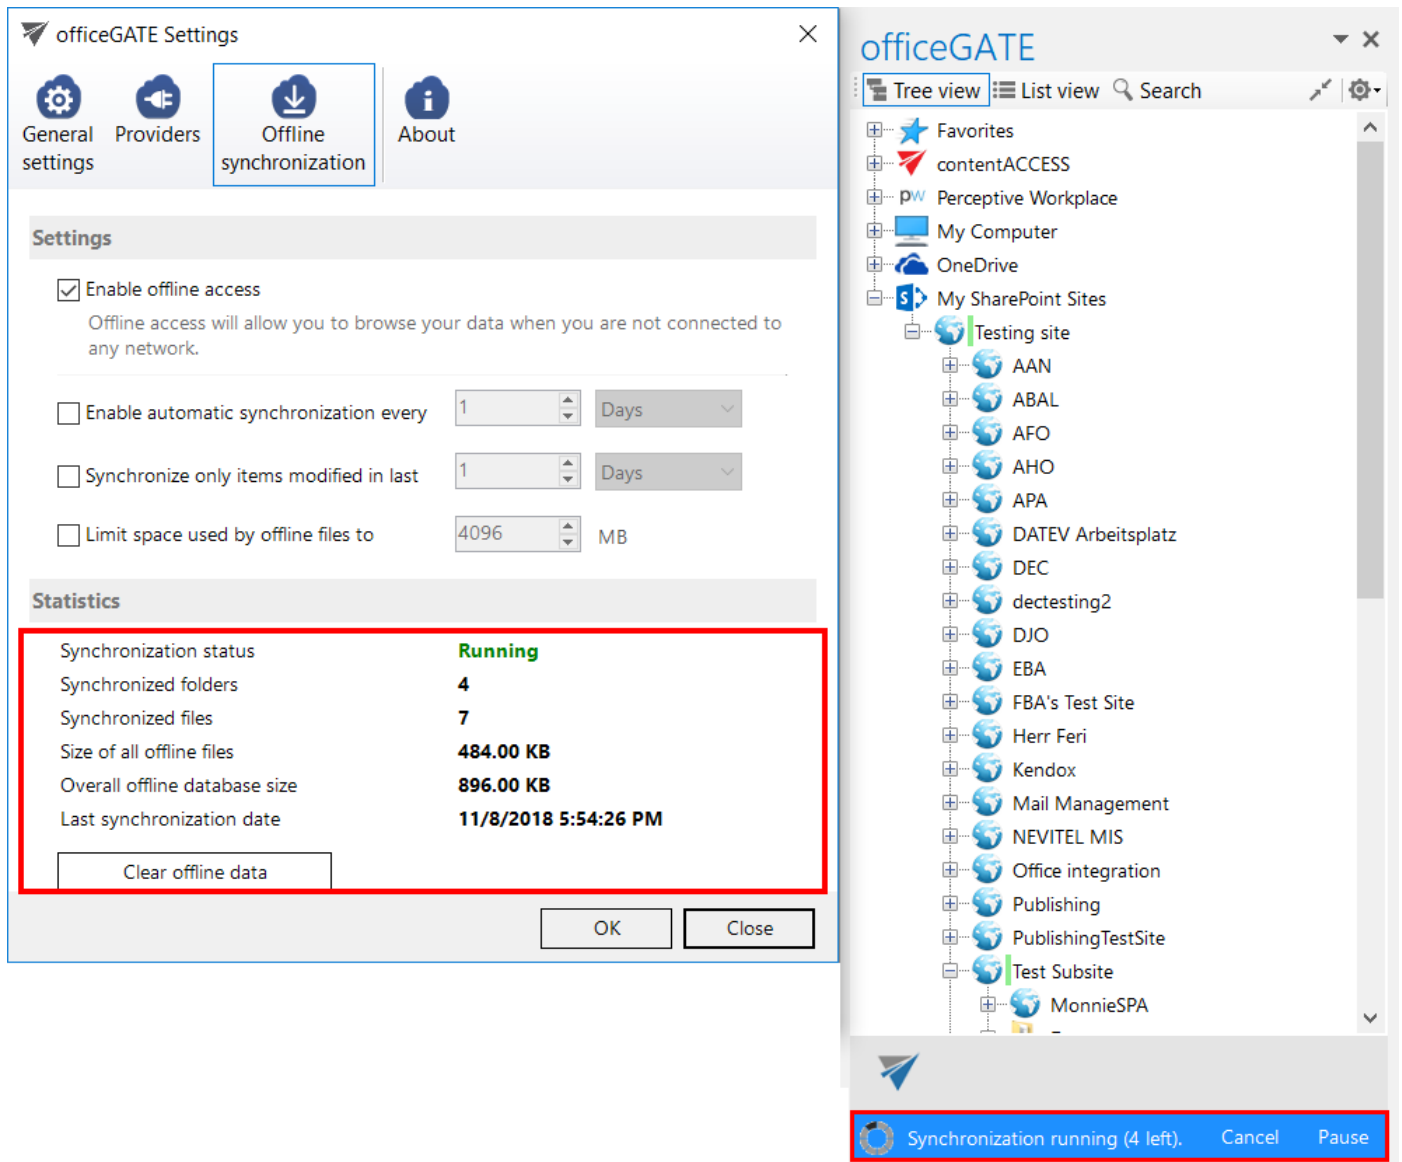 officeGATE Settings
General settings
Providers
Offline synchronization
About
Settings
Enable offline access
Offline access will allow you to browse your data when you are not connected to
any network.
Enable automatic synchronization every 1 Days
Synchronize only items modified in last 1 Days
Limit space used by offline files to 4096 MB
Statistics
Synchronization status Running
Synchronized folders 4
Synchronized files 7
Size of all offline files 484.00 KB
Overall offline database size 896.00 KB
Last synchronization date 11/8/2018 5:54:26 PM
Clear offline data
OK Close
officeGATE
Tree view List view Search
Favorites
contentACCESS
pw Perceptive Workplace
My Computer
OneDrive
S My SharePoint Sites
Testing site
AAN
ABAL
AFO
AHO
APA
DATEV Arbeitsplatz
DEC
dectesting2
DJO
EBA
FBA's Test Site
Herr Feri
Kendox
Mail Management
NEVITEL MIS
Office integration
Publishing
PublishingTestSite
Test Subsite
MonnieSPA
Synchronization running (4 left). Cancel Pause